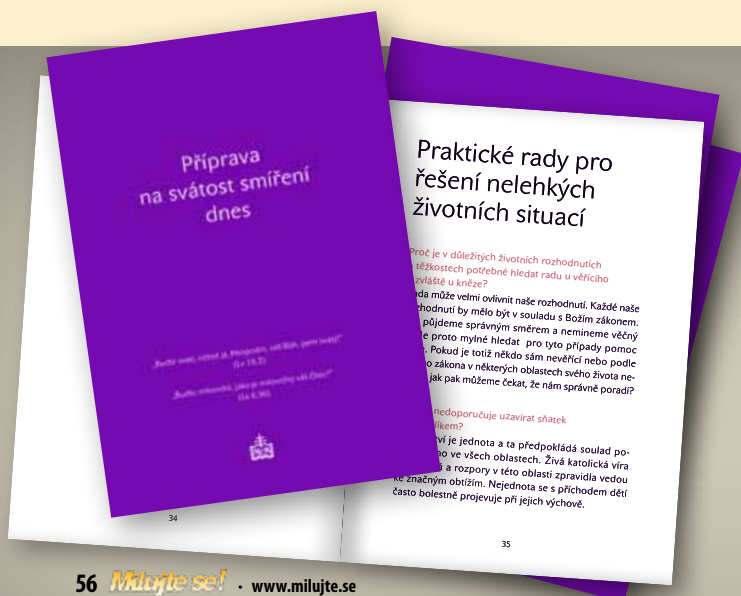 Příprava
na svátost smíření
dnes
„Buďte svatí, neboť já, Hospodin, váš Bůh, jsem svatý!“
(Lv 19,2)
„Buďte milosrdní, jako je milosrdný váš Otec!“
(Lk 6,36)
34
Praktické rady pro
řešení nelehkých
životních situací
Proč je v důležitých životních rozhodnutích
těžkostech potřebné hledat radu u věřícího
zvláště u kněze?
může velmi ovlivnit naše rozhodnutí. Každé naše
by mělo být v souladu s Božím zákonem.
půjdeme správným směrem a nemineme věčný
proto mylné hledat pro tyto případy pomoc
Pokud je totiž někdo sám nevěřící nebo podle
zákona v některých oblastech svého života ne-
jak pak můžeme čekat, že nám správně poradí?
nedoporučuje uzavírat sňatek
je jednota a ta předpokládá soulad po-
ve všech oblastech. Živá katolická víra
a rozpory v této oblasti zpravidla vedou
ke značným obtížím. Nejednota se s příchodem dětí
často bolestně projevuje při jejich výchově.
35
56 Milujte se! · www.milujte.se